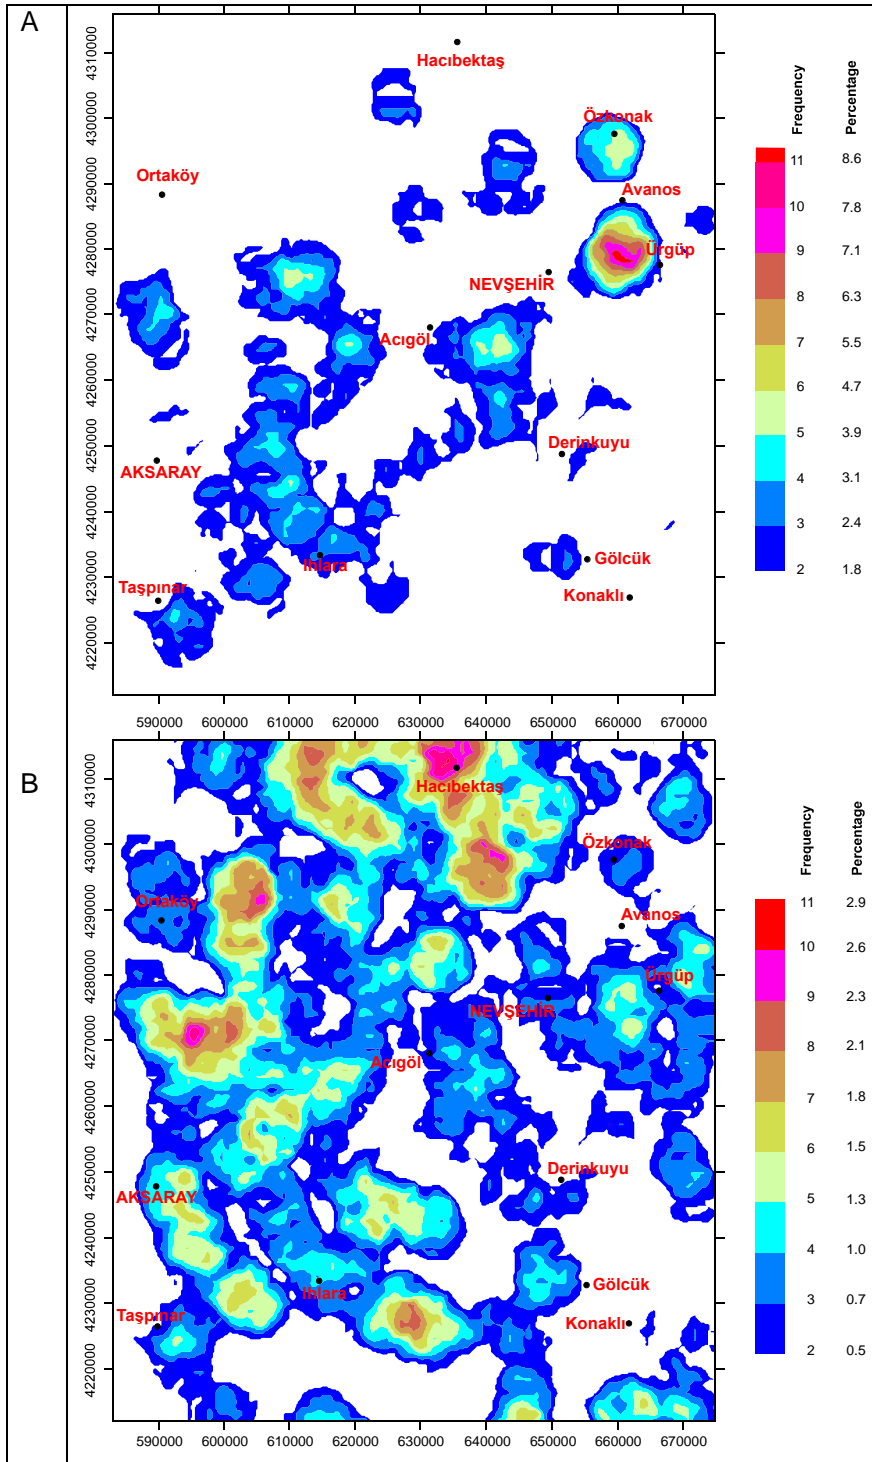 A
4310000
4300000
4290000
4280000
4270000
4260000
4250000
4240000
4230000
4220000
Hacıbektaş
Özkonak
Ortaköy
Avanos
Ürgüp
NEVŞEHİR
Acıgöl
Derinkuyu
AKSARAY
Gölcük
Ihlara
Taşpınar
Konaklı
Frequency Percentage
11 8.6
10 7.8
9 7.1
8 6.3
7 5.5
6 4.7
5 3.9
4 3.1
3 2.4
2 1.8
590000 600000 610000 620000 630000 640000 650000 660000 670000
B
4310000
4300000
4290000
4280000
4270000
4260000
4250000
4240000
4230000
4220000
Hacıbektaş
Özkonak
Ortaköy
Avanos
Ürgüp
NEVŞEHİR
Acıgöl
Derinkuyu
AKSARAY
Gölcük
Ihlara
Taşpınar
Konaklı
Frequency Percentage
11 2.9
10 2.6
9 2.3
8 2.1
7 1.8
6 1.5
5 1.3
4 1.0
3 0.7
2 0.5
590000 600000 610000 620000 630000 640000 650000 660000 670000